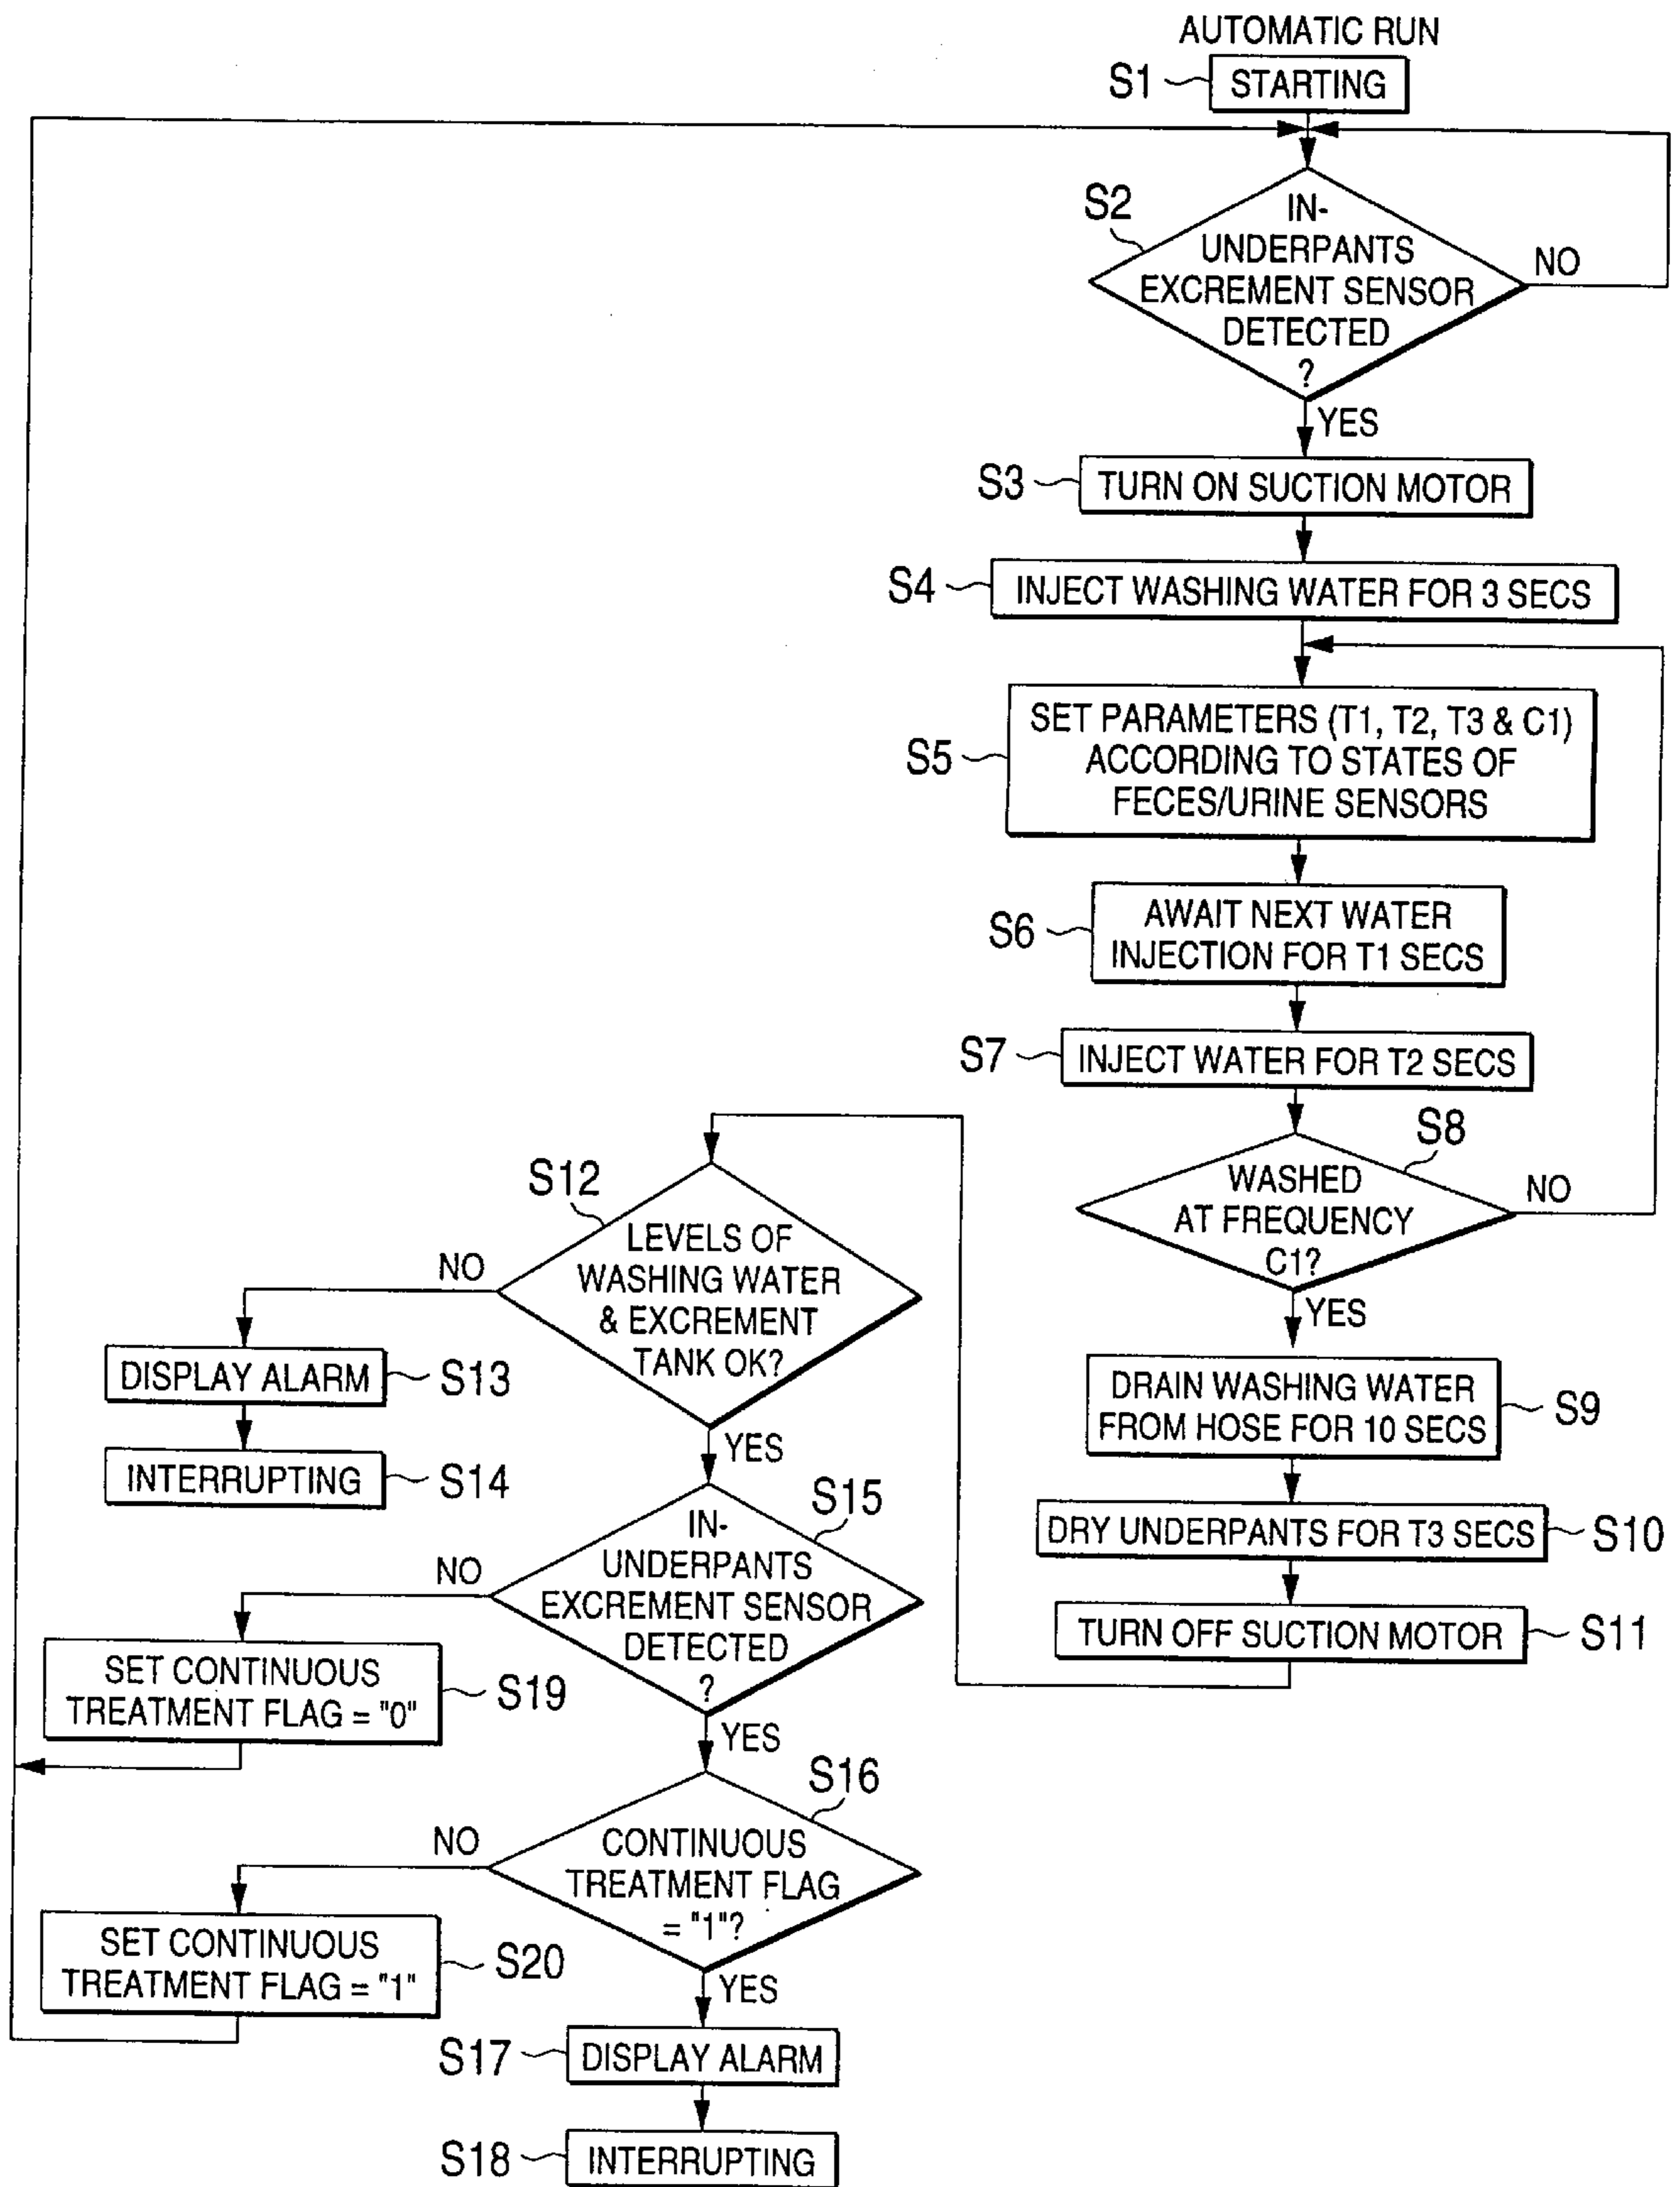 AUTOMATIC RUN
S1
STARTING
S2
IN-
UNDERPANTS
EXCREMENT SENSOR
DETECTED
?
NO
YES
S3
TURN ON SUCTION MOTOR
S4
INJECT WASHING WATER FOR 3 SECS
S5
SET PARAMETERS (T1, T2, T3 & C1)
ACCORDING TO STATES OF
FECES/URINE SENSORS
S6
AWAIT NEXT WATER
INJECTION FOR T1 SECS
S7
INJECT WATER FOR T2 SECS
S8
WASHED
AT FREQUENCY
C1?
NO
YES
DRAIN WASHING WATER
FROM HOSE FOR 10 SECS
S9
DRY UNDERPANTS FOR T3 SECS
S10
TURN OFF SUCTION MOTOR
S11
S12
LEVELS OF
WASHING WATER
& EXCREMENT
TANK OK?
NO
YES
DISPLAY ALARM
S13
INTERRUPTING
S14
S15
IN-
UNDERPANTS
EXCREMENT SENSOR
DETECTED
?
NO
YES
SET CONTINUOUS
TREATMENT FLAG = "0"
S19
S16
CONTINUOUS
TREATMENT FLAG
= "1"?
NO
YES
SET CONTINUOUS
TREATMENT FLAG = "1"
S20
S17
DISPLAY ALARM
S18
INTERRUPTING